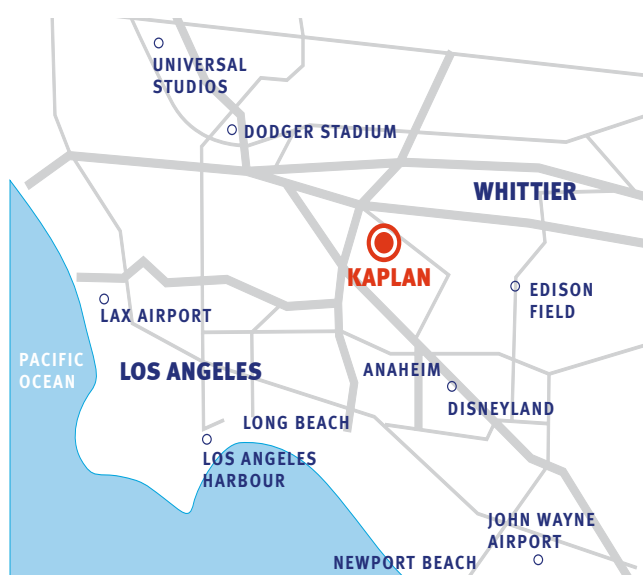 UNIVERSAL
STUDIOS
DODGER STADIUM
WHITTIER
KAPLAN
EDISON
FIELD
LAX AIRPORT
PACIFIC
OCEAN
LOS ANGELES
ANAHEIM
DISNEYLAND
LONG BEACH
LOS ANGELES
HARBOUR
JOHN WAYNE
AIRPORT
NEWPORT BEACH